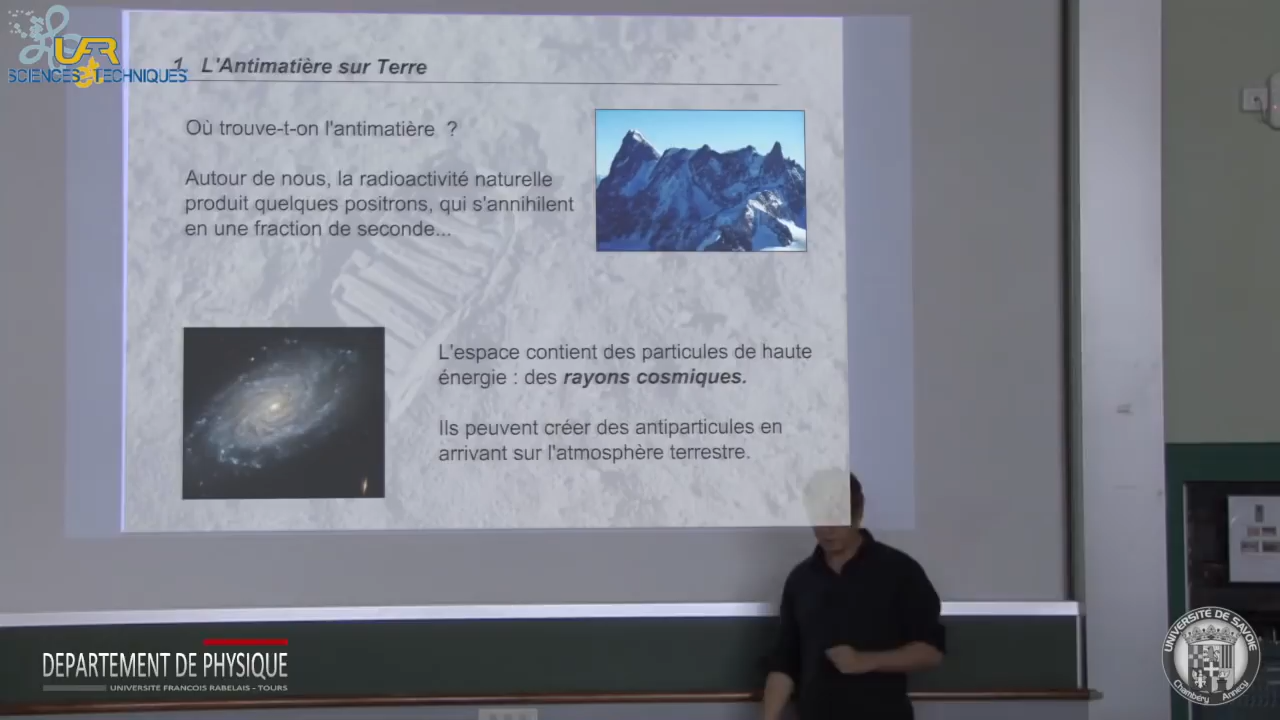 UFR
SCIENCES & TECHNIQUES
1. L'Antimatière sur Terre
Où trouve-t-on l'antimatière ?
Autour de nous, la radioactivité naturelle
produit quelques positrons, qui s'annihilent
en une fraction de seconde...
L'espace contient des particules de haute
énergie : des rayons cosmiques.
Ils peuvent créer des antiparticules en
arrivant sur l'atmosphère terrestre.
DEPARTEMENT DE PHYSIQUE
UNIVERSITE FRANCOIS RABELAIS - TOURS
UNIVERSITE DE SAVOIE
Chambéry Annecy